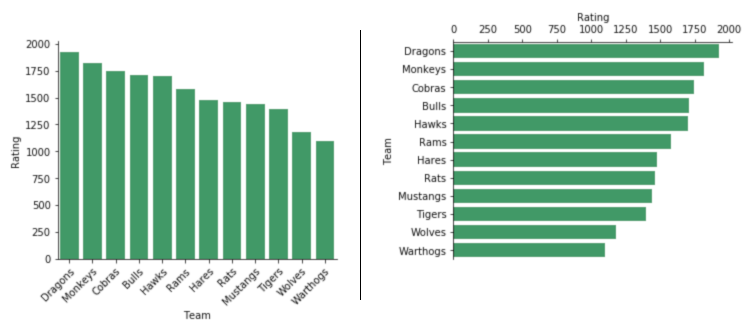 2000
1750
1500
1250
1000
750
500
250
0
Rating
Dragons
Monkeys
Cobras
Bulls
Hawks
Rams
Hares
Rats
Mustangs
Tigers
Wolves
Warthogs
Team
Rating
0 250 500 750 1000 1250 1500 1750 2000
Team
Dragons
Monkeys
Cobras
Bulls
Hawks
Rams
Hares
Rats
Mustangs
Tigers
Wolves
Warthogs